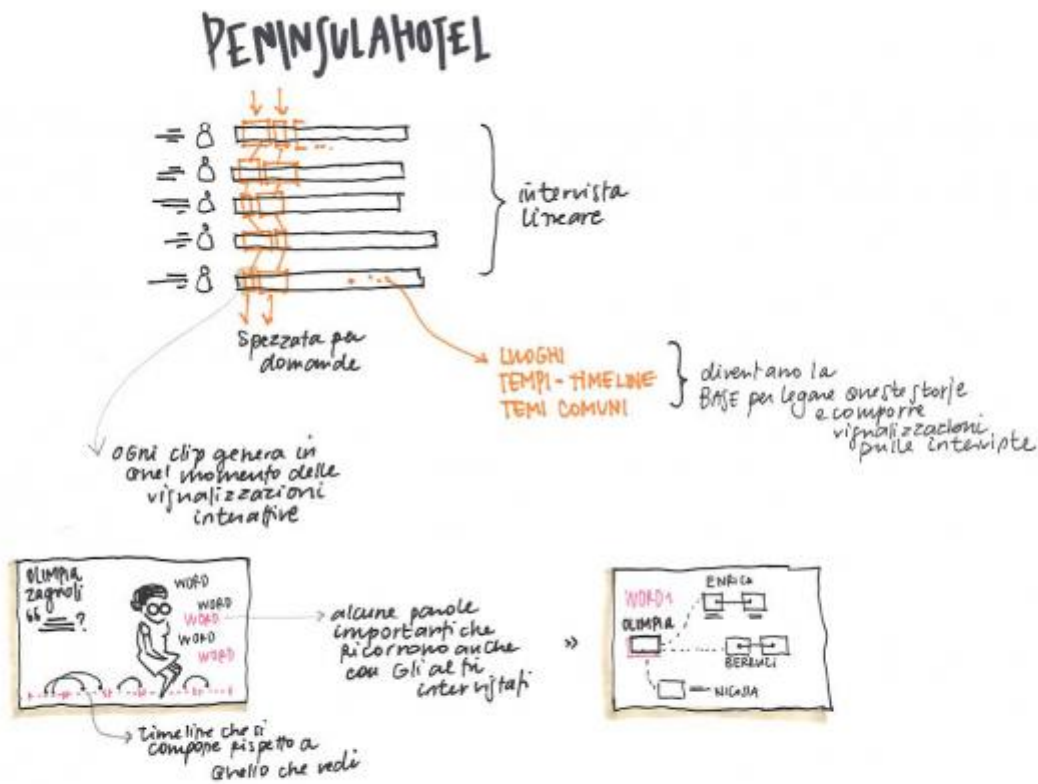 PENINSULAHOTEL
intervista
lineare
spezzata per
domande
LUOGHI
TEMPI-TIMELINE
TEMI COMUNI
diventano la
BASE per legare queste storie
e comporre
visualizzazioni
sulle interviste
OGni clip genera in
quel momento delle
visualizzazioni
interattive
OLIMPIA
Zagnoli
66 ?
WORD
WORD
WORD
WORD
WORD
alcune parole
importanti che
ricorrono anche
con Gli altri
intervistati
»
WORD1
ENRICA
OLIMPIA
NICOSIA
timeline che si
compone rispetto a
quello che vedi